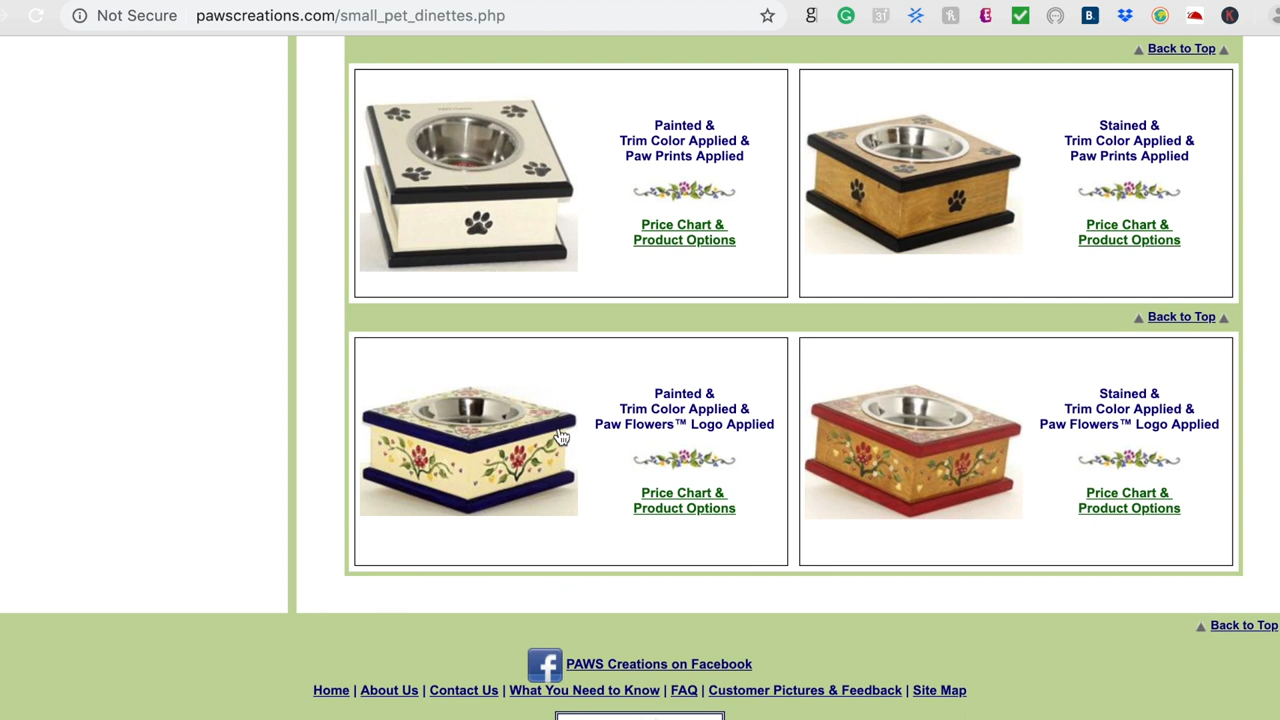 Not Secure pawscreations.com/small_pet_dinettes.php
Back to Top
Painted &
Trim Color Applied &
Paw Prints Applied
Price Chart &
Product Options
Stained &
Trim Color Applied &
Paw Prints Applied
Price Chart &
Product Options
Back to Top
Painted &
Trim Color Applied &
Paw Flowers™ Logo Applied
Price Chart &
Product Options
Stained &
Trim Color Applied &
Paw Flowers™ Logo Applied
Price Chart &
Product Options
Back to Top
PAWS Creations on Facebook
Home | About Us | Contact Us | What You Need to Know | FAQ | Customer Pictures & Feedback | Site Map